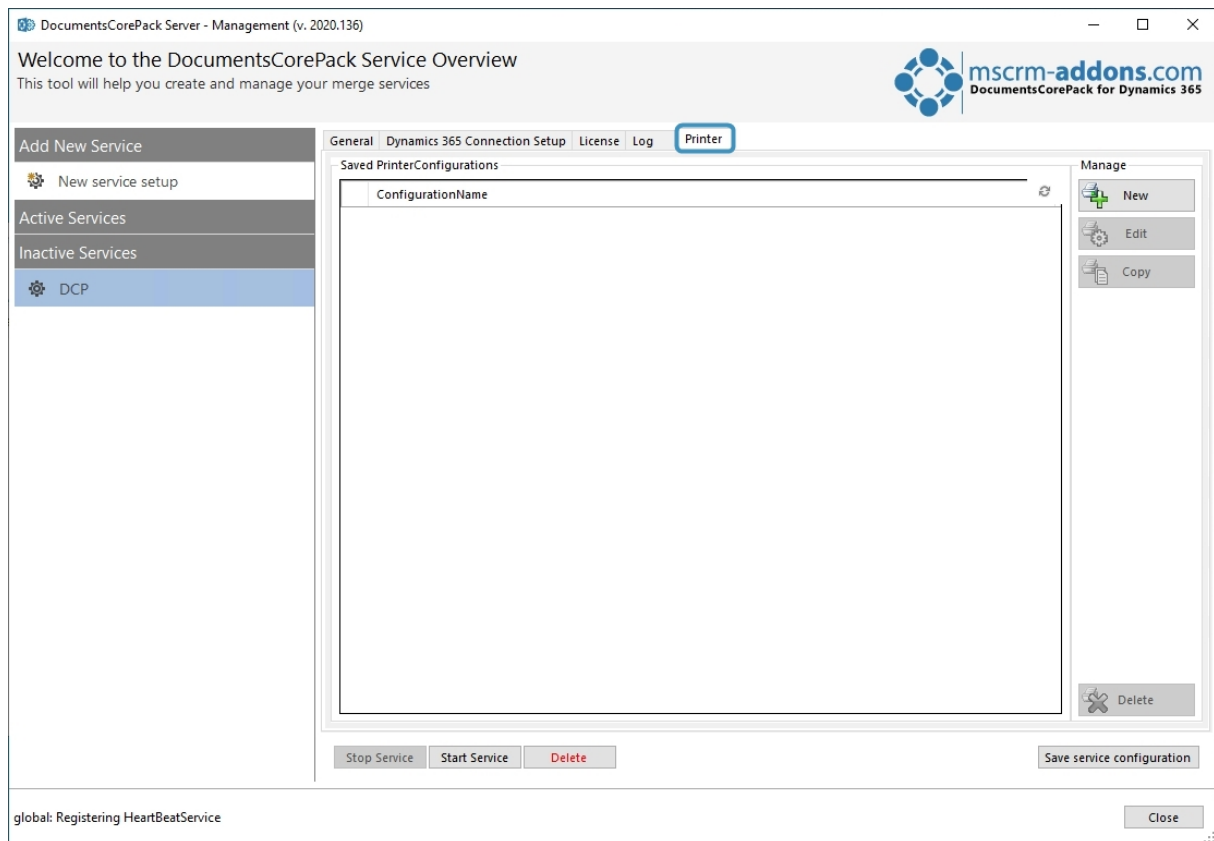 DocumentsCorePack Server - Management (v. 2020.136)
Welcome to the DocumentsCorePack Service Overview
This tool will help you create and manage your merge services
mscrm-addons.com
DocumentsCorePack for Dynamics 365
Add New Service
New service setup
Active Services
Inactive Services
DCP
General Dynamics 365 Connection Setup License Log Printer
Saved PrinterConfigurations
ConfigurationName
Manage
New
Edit
Copy
Delete
Stop Service Start Service Delete Save service configuration
global: Registering HeartBeatService Close